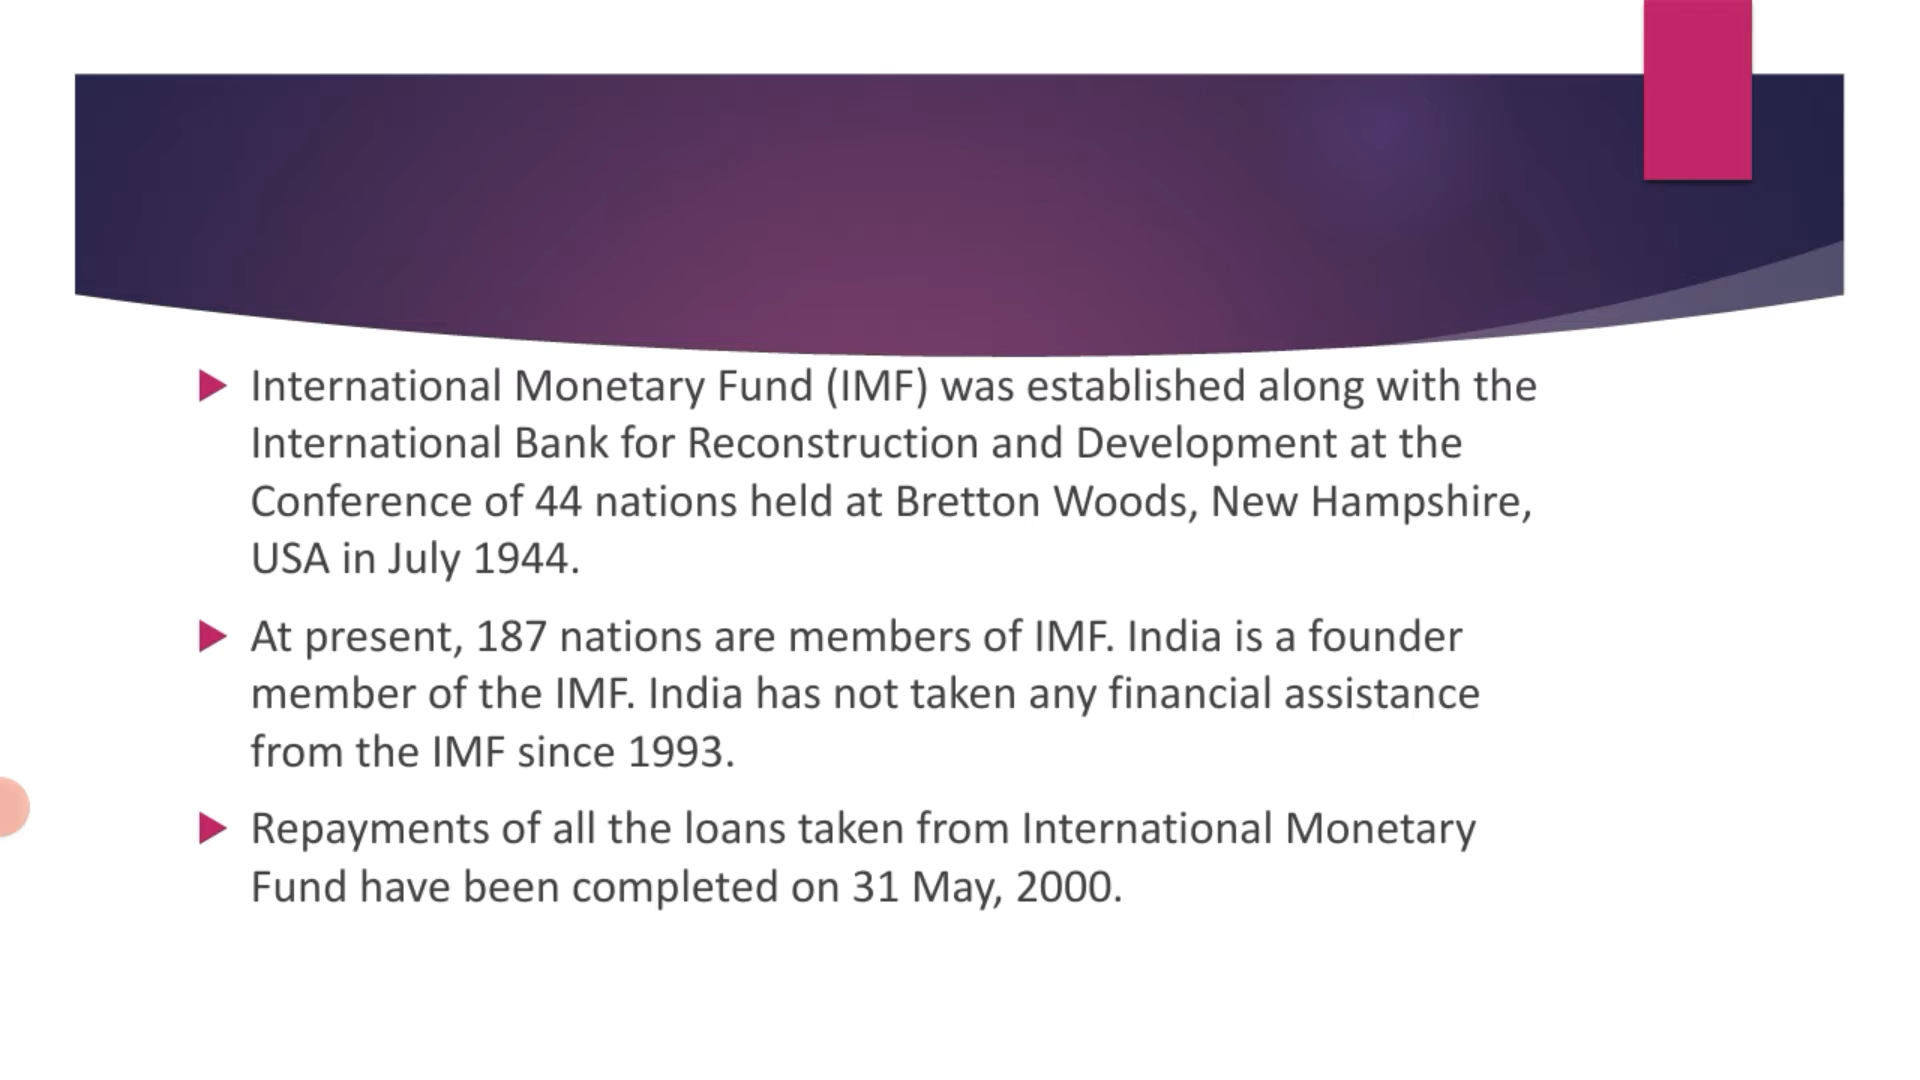 International Monetary Fund (IMF) was established along with the
International Bank for Reconstruction and Development at the
Conference of 44 nations held at Bretton Woods, New Hampshire,
USA in July 1944.
At present, 187 nations are members of IMF. India is a founder
member of the IMF. India has not taken any financial assistance
from the IMF since 1993.
Repayments of all the loans taken from International Monetary
Fund have been completed on 31 May, 2000.